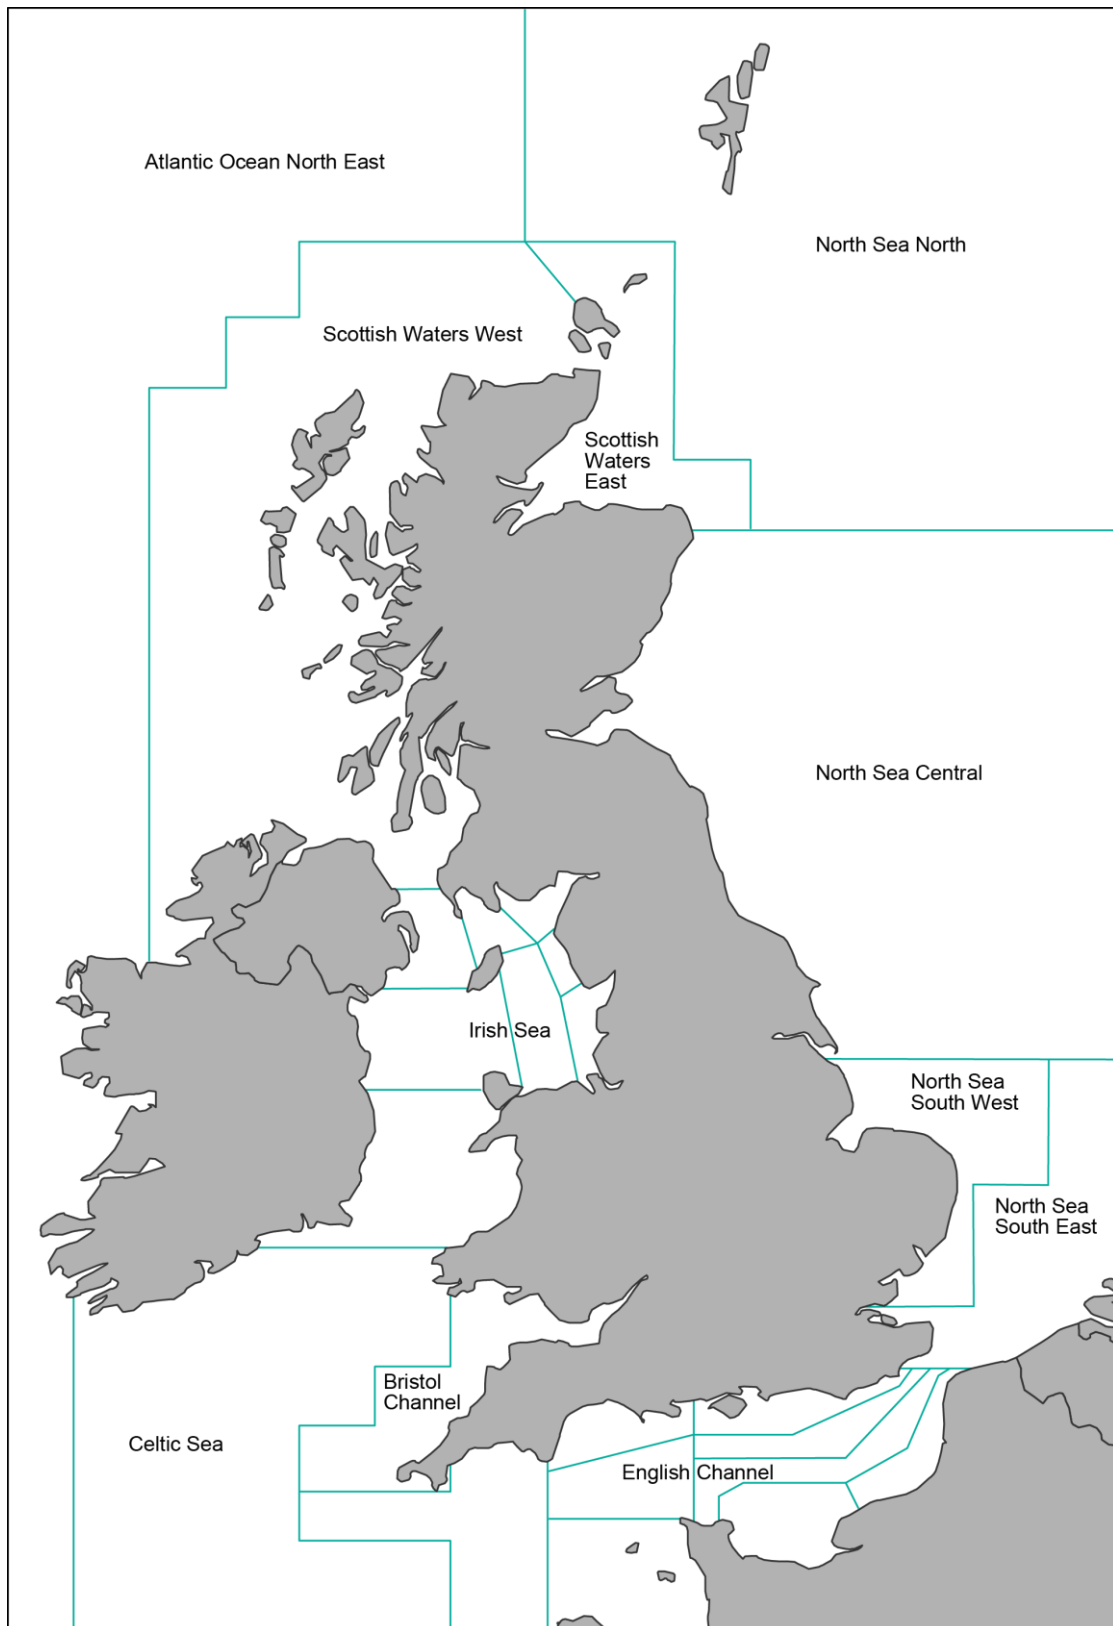 Atlantic Ocean North East
North Sea North
Scottish Waters West
Scottish
Waters
East
North Sea Central
Irish Sea
North Sea
South West
North Sea
South East
Bristol
Channel
Celtic Sea
English Channel